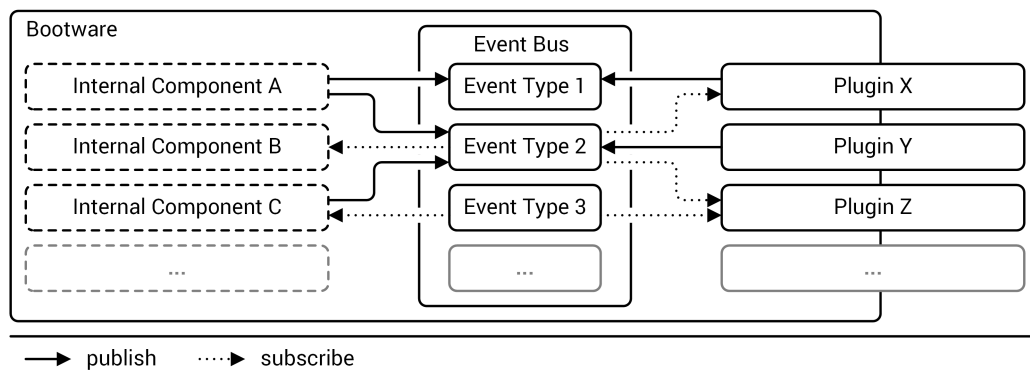 Bootware
Event Bus
Internal Component A
Event Type 1
Plugin X
Internal Component B
Event Type 2
Plugin Y
Internal Component C
Event Type 3
Plugin Z
...
...
...
publish
subscribe